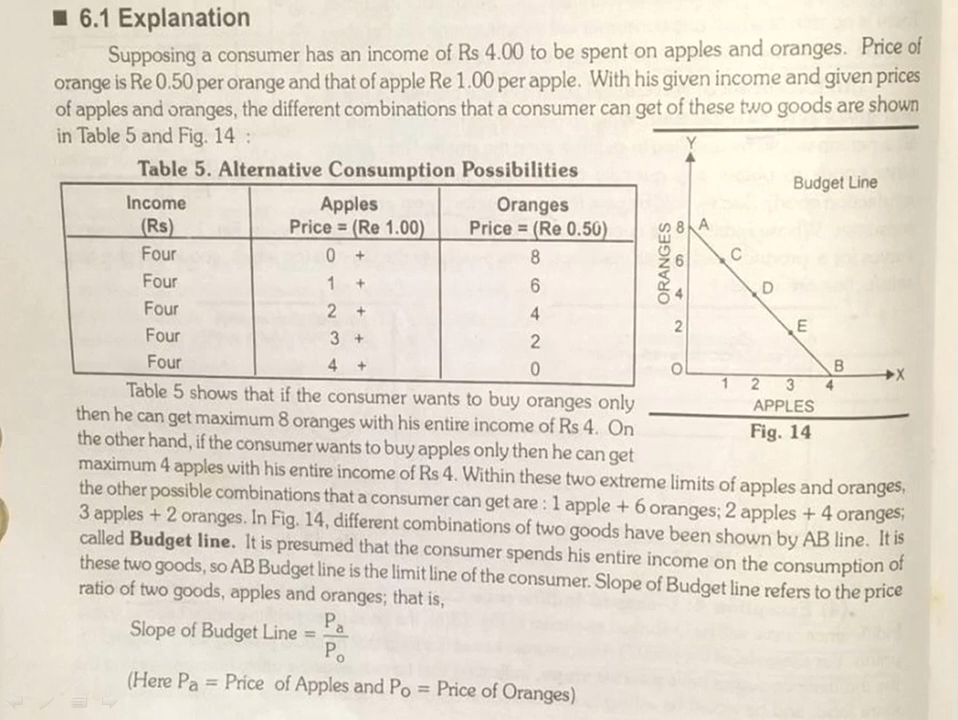 ■ 6.1 Explanation
Supposing a consumer has an income of Rs 4.00 to be spent on apples and oranges. Price of
orange is Re 0.50 per orange and that of apple Re 1.00 per apple. With his given income and given prices
of apples and oranges, the different combinations that a consumer can get of these two goods are shown
in Table 5 and Fig. 14 :
Table 5. Alternative Consumption Possibilities
Income (Rs) Apples Price = (Re 1.00) Oranges Price = (Re 0.50)
Four 0 + 8
Four 1 + 6
Four 2 + 4
Four 3 + 2
Four 4 + 0
Y
Budget Line
ORANGES
8 A
6 C
4 D
2 E
O B X
1 2 3 4
APPLES
Fig. 14
Table 5 shows that if the consumer wants to buy oranges only
then he can get maximum 8 oranges with his entire income of Rs 4. On
the other hand, if the consumer wants to buy apples only then he can get
maximum 4 apples with his entire income of Rs 4. Within these two extreme limits of apples and oranges,
the other possible combinations that a consumer can get are : 1 apple + 6 oranges; 2 apples + 4 oranges;
3 apples + 2 oranges. In Fig. 14, different combinations of two goods have been shown by AB line. It is
called Budget line. It is presumed that the consumer spends his entire income on the consumption of
these two goods, so AB Budget line is the limit line of the consumer. Slope of Budget line refers to the price
ratio of two goods, apples and oranges; that is,
Slope of Budget Line = Pa / Po
(Here Pa = Price of Apples and Po = Price of Oranges)